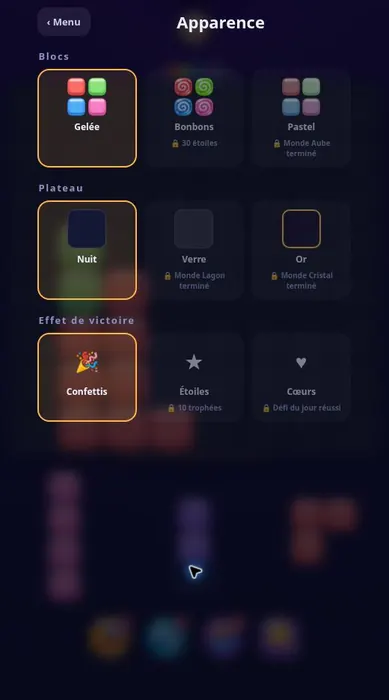 ‹ Menu
Apparence
Blocs
Gelée
Bonbons
Pastel
🔒 30 étoiles
🔒 Monde Aube
terminé
Plateau
Nuit
Verre
Or
🔒 Monde Lagon
terminé
🔒 Monde Cristal
terminé
Effet de victoire
Confettis
Étoiles
Cœurs
🔒 10 trophées
🔒 Défi du jour réussi